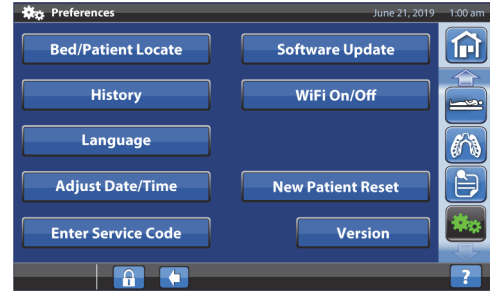 Preferences June 21, 2019 1:00 am
Bed/Patient Locate Software Update
History WiFi On/Off
Language
Adjust Date/Time New Patient Reset
Enter Service Code Version
?